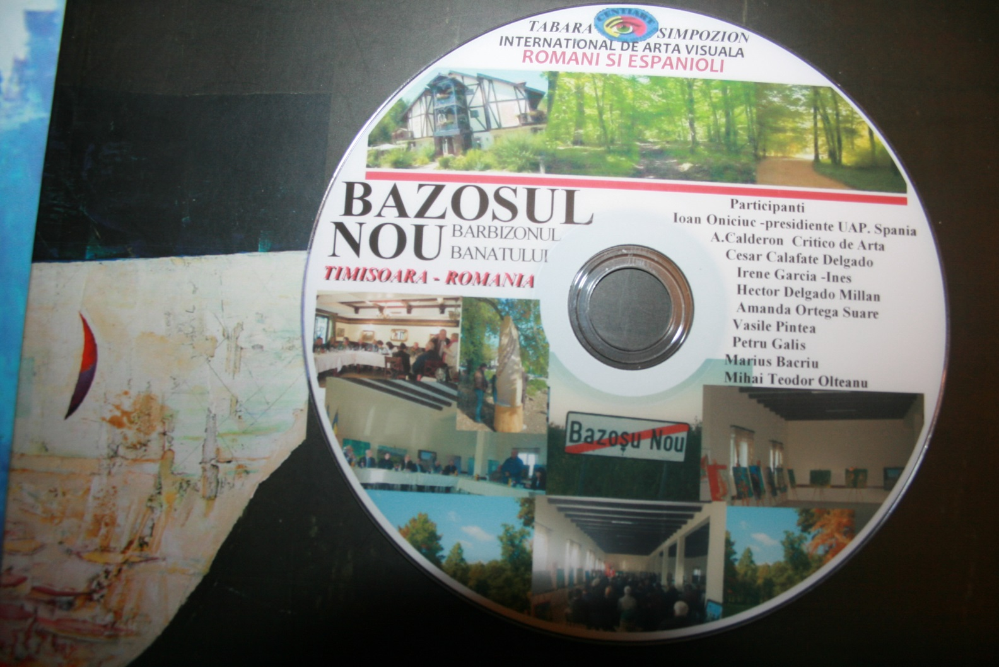 CENTIART
TABARA SIMPOZION
INTERNATIONAL DE ARTA VISUALA
ROMANI SI ESPANIOLI
BAZOSUL
NOU
BARBIZONUL
BANATULUI
TIMISOARA - ROMANIA
Participanti
Ioan Oniciuc -presidiente UAP. Spania
A.Calderon Critico de Arta
Cesar Calafate Delgado
Irene Garcia -Ines
Hector Delgado Millan
Amanda Ortega Suare
Vasile Pintea
Petru Galis
Marius Bacriu
Mihai Teodor Olteanu
Bazoșu Nou